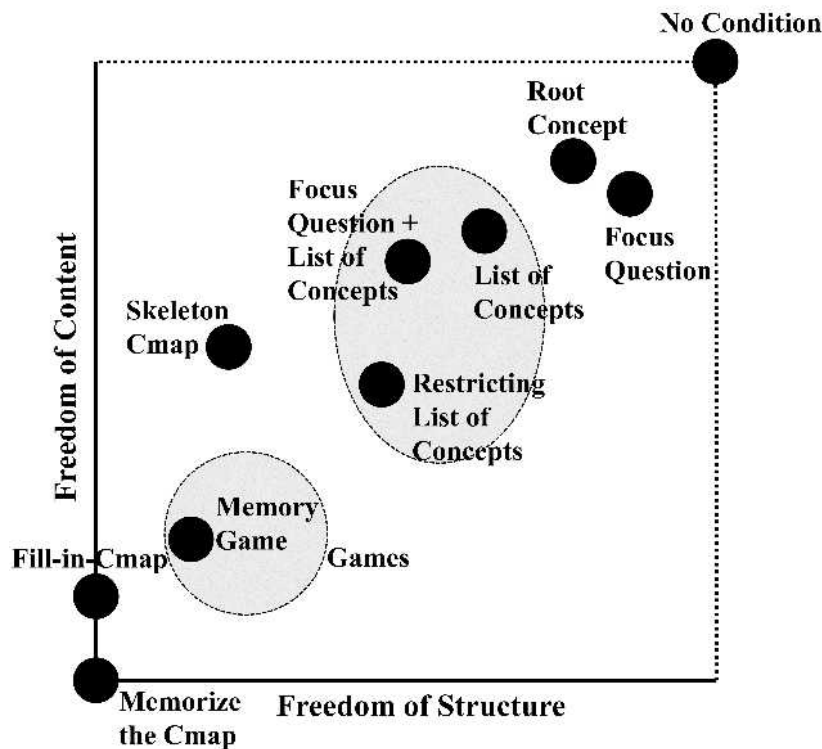 No Condition
Root
Concept
Focus
Question +
List of
Concepts
Focus
Question
List of
Concepts
Skeleton
Cmap
Restricting
List of
Concepts
Freedom of Content
Memory
Game
Games
Fill-in-Cmap
Memorize
the Cmap
Freedom of Structure